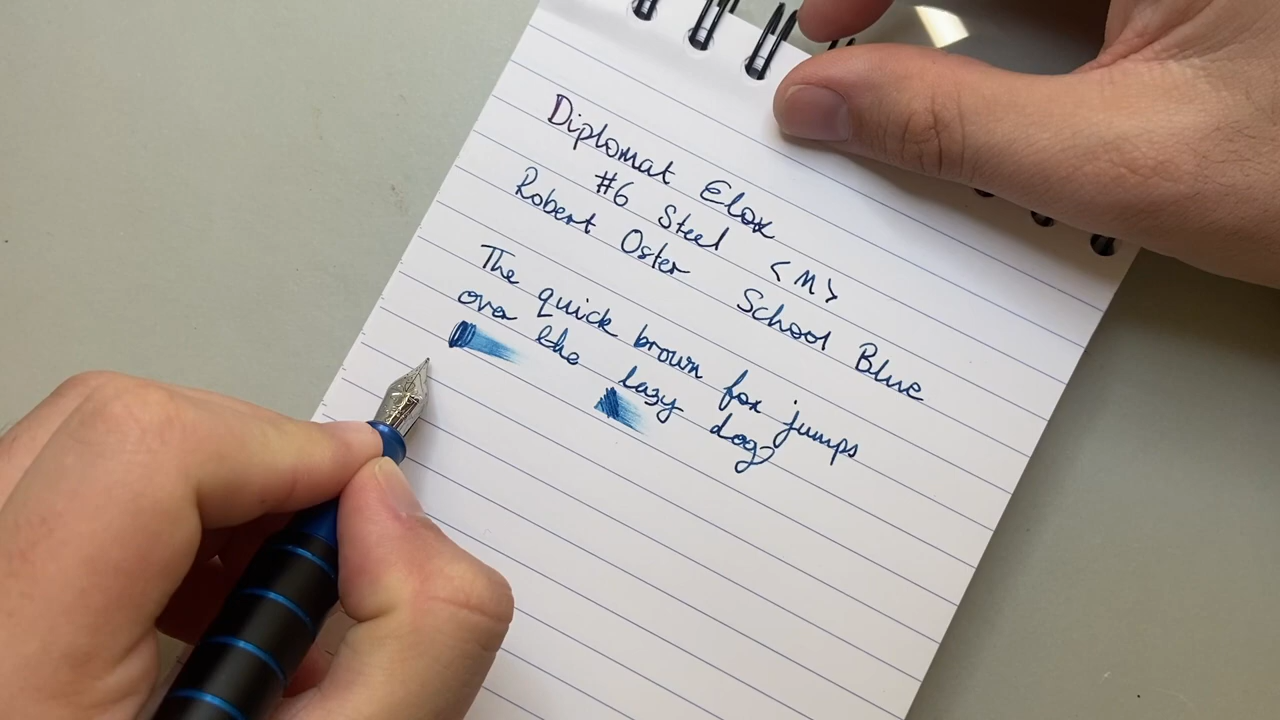 Diplomat Elox
#6 Steel <M>
Robert Oster School Blue
The quick brown fox jumps
over the lazy dog